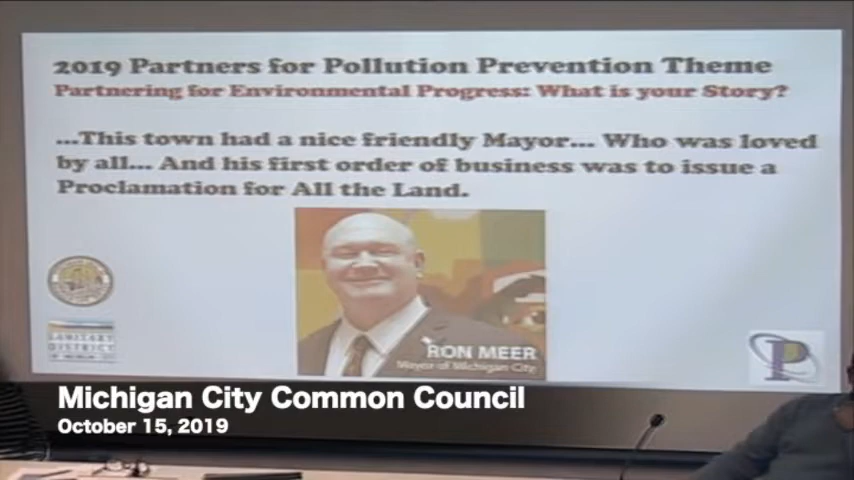 2019 Partners for Pollution Prevention Theme
Partnering for Environmental Progress: What is your Story?
...This town had a nice friendly Mayor... Who was loved
by all... And his first order of business was to issue a
Proclamation for All the Land.
RON MEER
Mayor of Michigan City
SANITARY
DISTRICT
P
Michigan City Common Council
October 15, 2019